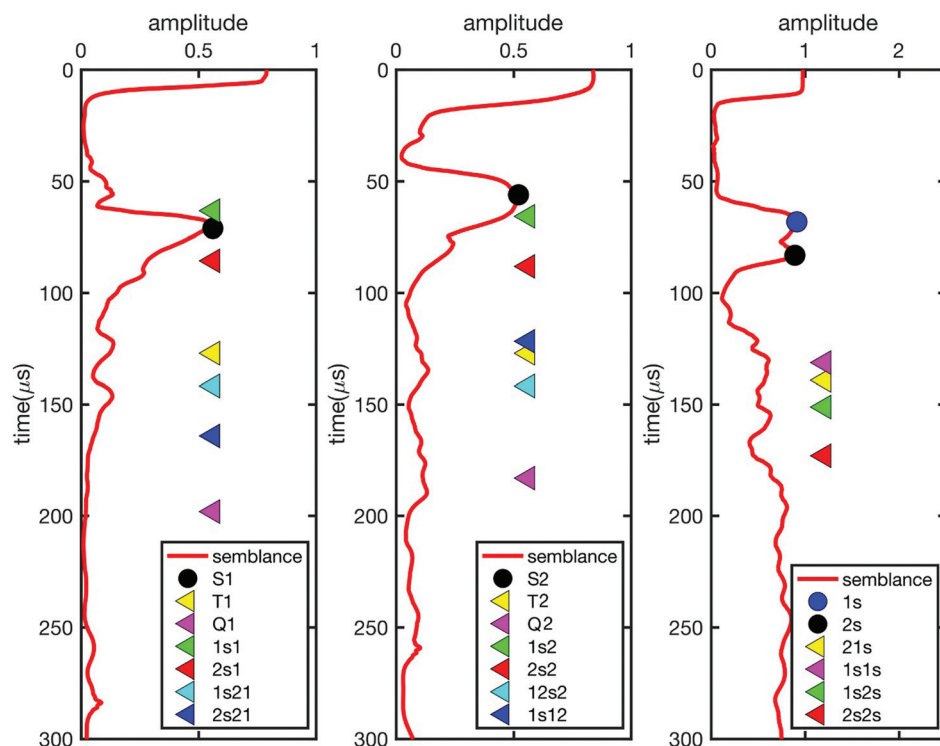 amplitude
0 0.5 1
0
50
100
150
200
250
300
time(μs)
semblance
S1
T1
Q1
1s1
2s1
1s21
2s21
amplitude
0 0.5 1
0
50
100
150
200
250
300
time(μs)
semblance
S2
T2
Q2
1s2
2s2
12s2
1s12
amplitude
0 1 2
0
50
100
150
200
250
300
time(μs)
semblance
1s
2s
21s
1s1s
1s2s
2s2s